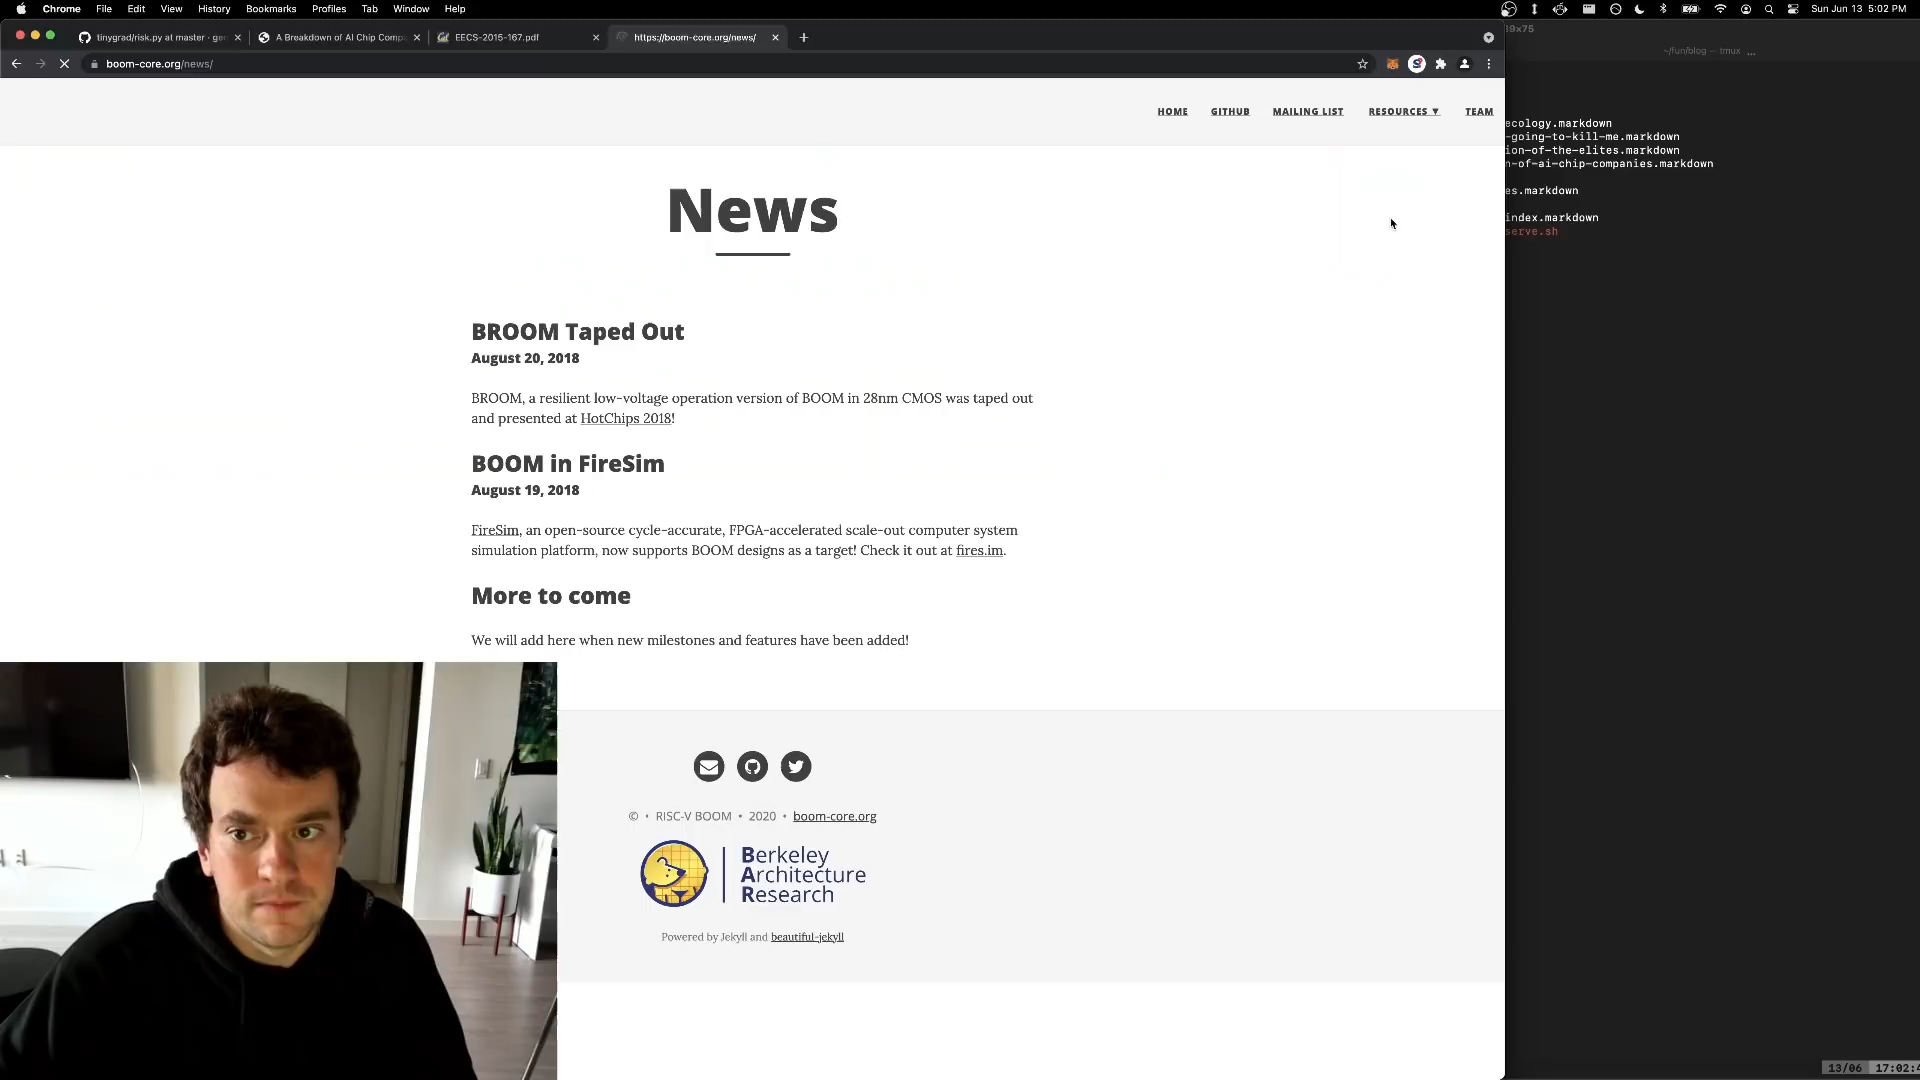 Chrome File Edit View History Bookmarks Profiles Tab Window Help
Sun Jun 13 5:02 PM
tinygrad/risk.py at master · geo
A Breakdown of AI Chip Comp
EECS-2015-167.pdf
https://boom-core.org/news/
boom-core.org/news/
HOME GITHUB MAILING LIST RESOURCES ▼ TEAM
News
BROOM Taped Out
August 20, 2018
BROOM, a resilient low-voltage operation version of BOOM in 28nm CMOS was taped out
and presented at HotChips 2018!
BOOM in FireSim
August 19, 2018
FireSim, an open-source cycle-accurate, FPGA-accelerated scale-out computer system
simulation platform, now supports BOOM designs as a target! Check it out at fires.im.
More to come
We will add here when new milestones and features have been added!
© • RISC-V BOOM • 2020 • boom-core.org
Berkeley
Architecture
Research
Powered by Jekyll and beautiful-jekyll
9x75
~/fun/blog — tmux ...
ecology.markdown
-going-to-kill-me.markdown
ion-of-the-elites.markdown
n-of-ai-chip-companies.markdown
es.markdown
index.markdown
serve.sh
13/06 17:02:4